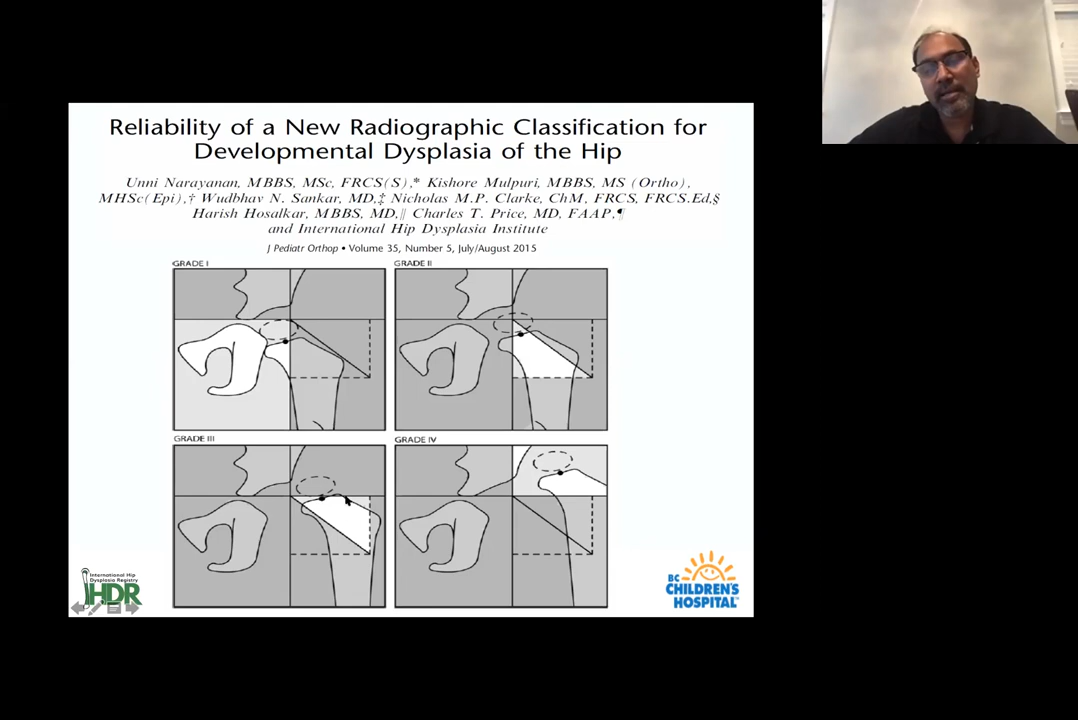 Reliability of a New Radiographic Classification for
Developmental Dysplasia of the Hip
Unni Narayanan, MBBS, MSc, FRCS(S),* Kishore Mulpuri, MBBS, MS (Ortho),
MHSc(Epi),† Wudbhav N. Sankar, MD,‡ Nicholas M.P. Clarke, ChM, FRCS, FRCS.Ed,§
Harish Hosalkar, MBBS, MD,|| Charles T. Price, MD, FAAP,¶
and International Hip Dysplasia Institute
J Pediatr Orthop • Volume 35, Number 5, July/August 2015
GRADE I
GRADE II
GRADE III
GRADE IV
International Hip
Dysplasia Registry
IHDR
BC
CHILDREN'S
HOSPITAL